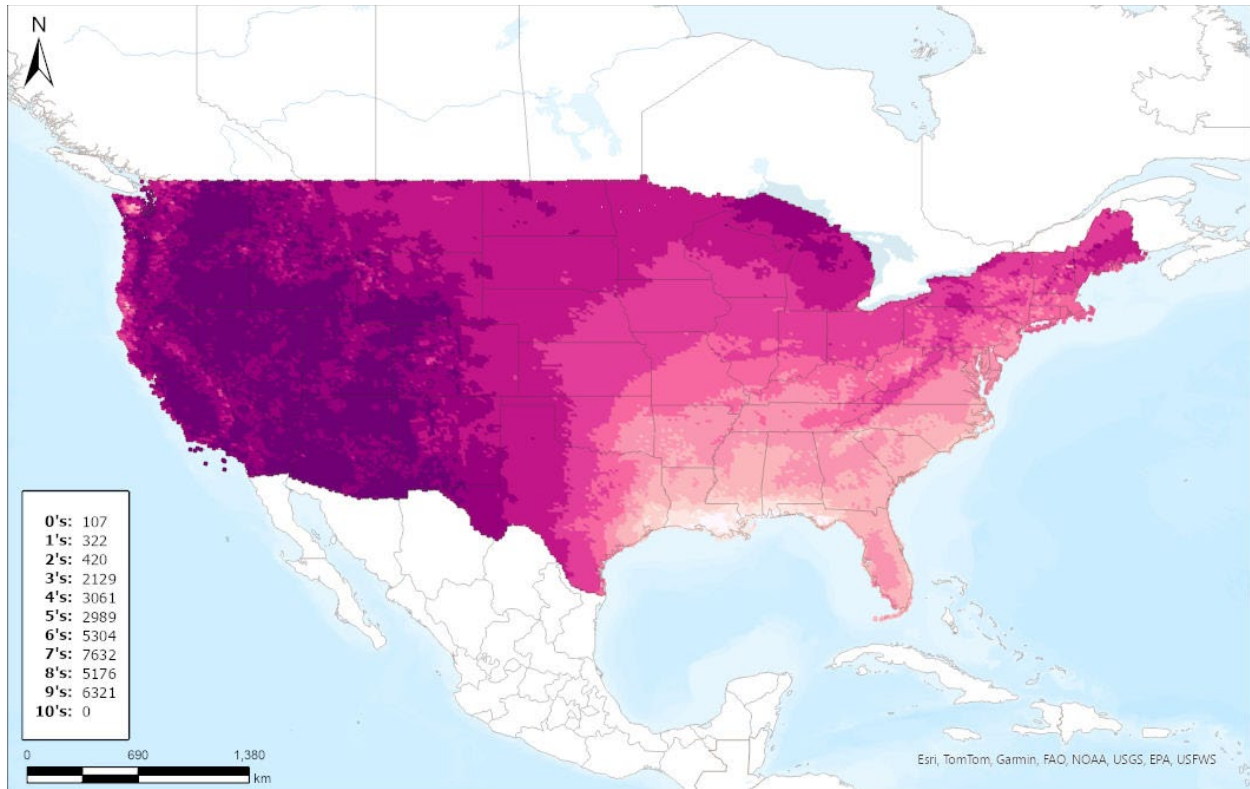 N
0's: 107
1's: 322
2's: 420
3's: 2129
4's: 3061
5's: 2989
6's: 5304
7's: 7632
8's: 5176
9's: 6321
10's: 0
0 690 1,380
km
Esri, TomTom, Garmin, FAO, NOAA, USGS, EPA, USFWS